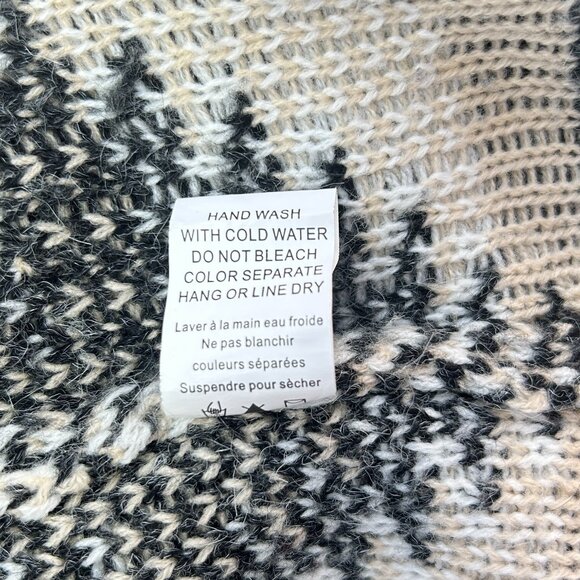 HAND WASH
WITH COLD WATER
DO NOT BLEACH
COLOR SEPARATE
HANG OR LINE DRY
Laver à la main eau froide
Ne pas blanchir
couleurs séparées
Suspendre pour sècher